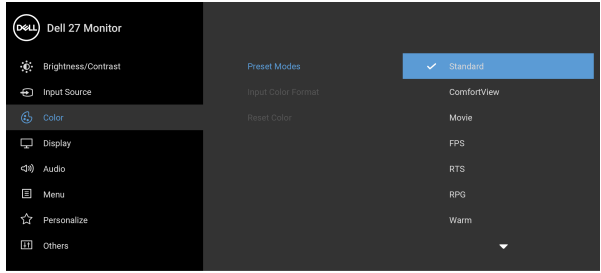 DELL Dell 27 Monitor
Brightness/Contrast
Input Source
Color
Display
Audio
Menu
Personalize
Others
Preset Modes
Input Color Format
Reset Color
Standard
ComfortView
Movie
FPS
RTS
RPG
Warm